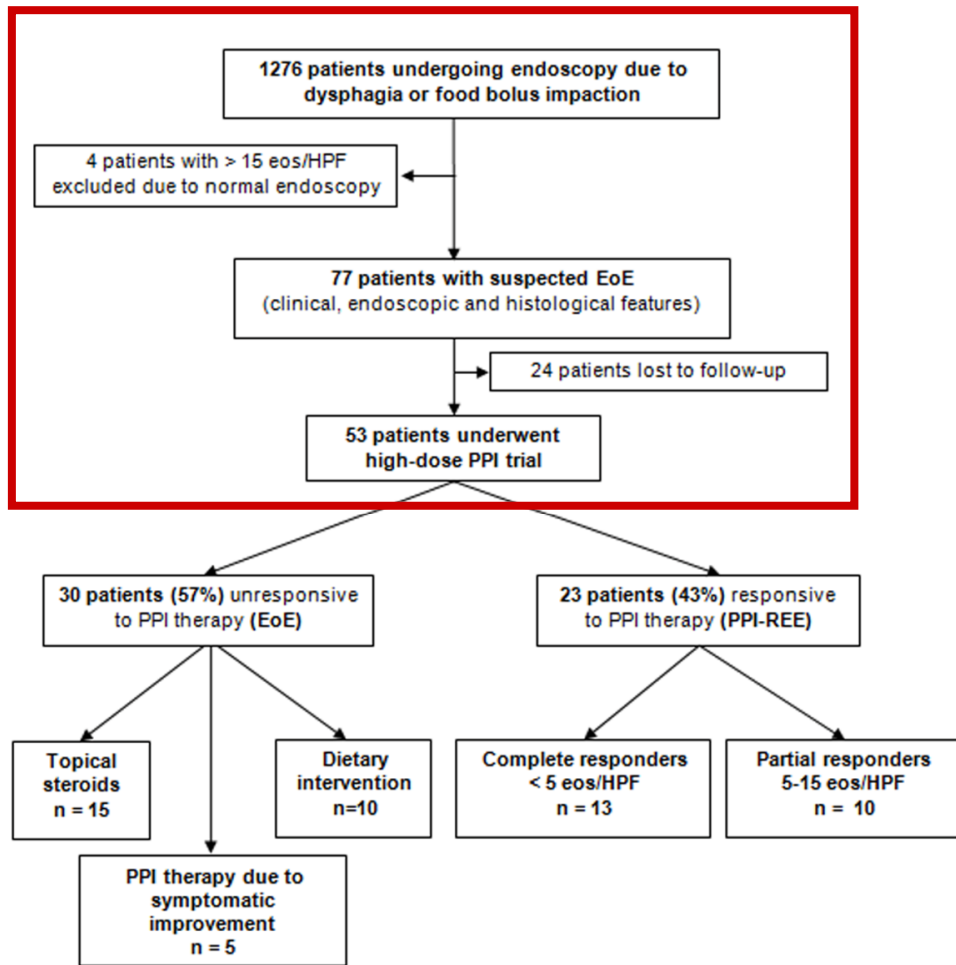 1276 patients undergoing endoscopy due to
dysphagia or food bolus impaction
4 patients with > 15 eos/HPF
excluded due to normal endoscopy
77 patients with suspected EoE
(clinical, endoscopic and histological features)
24 patients lost to follow-up
53 patients underwent
high-dose PPI trial
30 patients (57%) unresponsive
to PPI therapy (EoE)
23 patients (43%) responsive
to PPI therapy (PPI-REE)
Topical
steroids
n = 15
Dietary
intervention
n=10
Complete responders
< 5 eos/HPF
n = 13
Partial responders
5-15 eos/HPF
n = 10
PPI therapy due to
symptomatic
improvement
n = 5